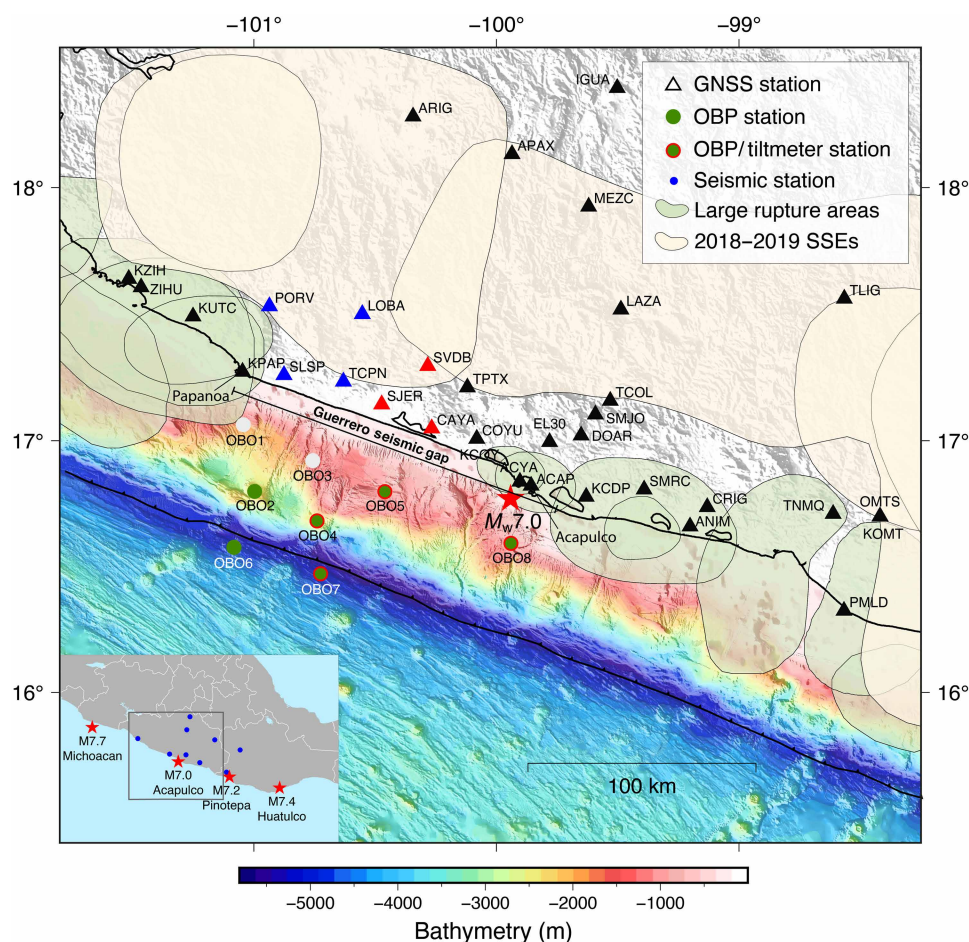 −101°
−100°
−99°
IGUA
ARIG
APAX
MEZC
GNSS station
OBP station
OBP/tiltmeter station
Seismic station
Large rupture areas
2018−2019 SSEs
18°
18°
KZIH
ZIHU
KUTC
PORV
LOBA
LAZA
TLIG
KPAP
SLSP
TCPN
SVDB
TPTX
TCOL
Papanoa
SJER
CAYA
COYU
EL30
SMJO
DOAR
Guerrero seismic gap
17°
17°
OBO1
OBO3
ACYA
ACAP
KCDP
SMRC
CRIG
ANIM
TNMQ
OMTS
KOMT
OBO2
OBO5
OBO4
Mw7.0
Acapulco
OBO6
OBO8
OBO7
PMLD
16°
16°
M7.7
Michoacan
M7.0
Acapulco
M7.2
Pinotepa
M7.4
Huatulco
100 km
−5000
−4000
−3000
−2000
−1000
Bathymetry (m)